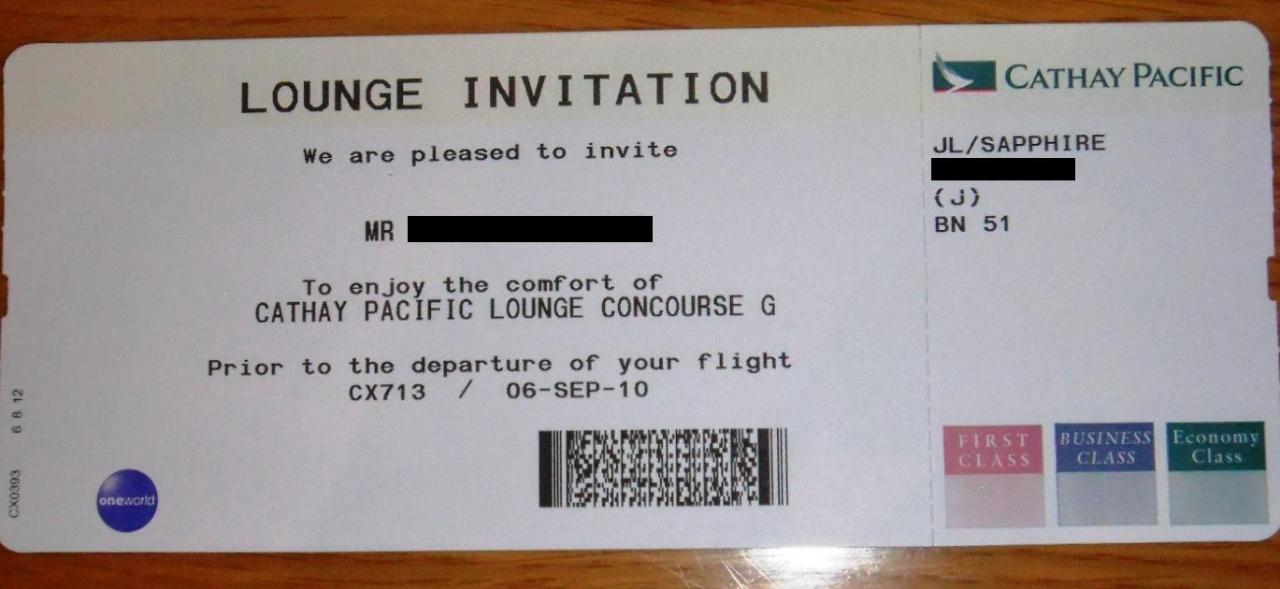 LOUNGE INVITATION
We are pleased to invite
MR
To enjoy the comfort of
CATHAY PACIFIC LOUNGE CONCOURSE G
Prior to the departure of your flight
CX713 / 06-SEP-10
CX0393 6 8 12
oneworld
CATHAY PACIFIC
JL/SAPPHIRE
(J)
BN 51
FIRST CLASS
BUSINESS CLASS
Economy Class